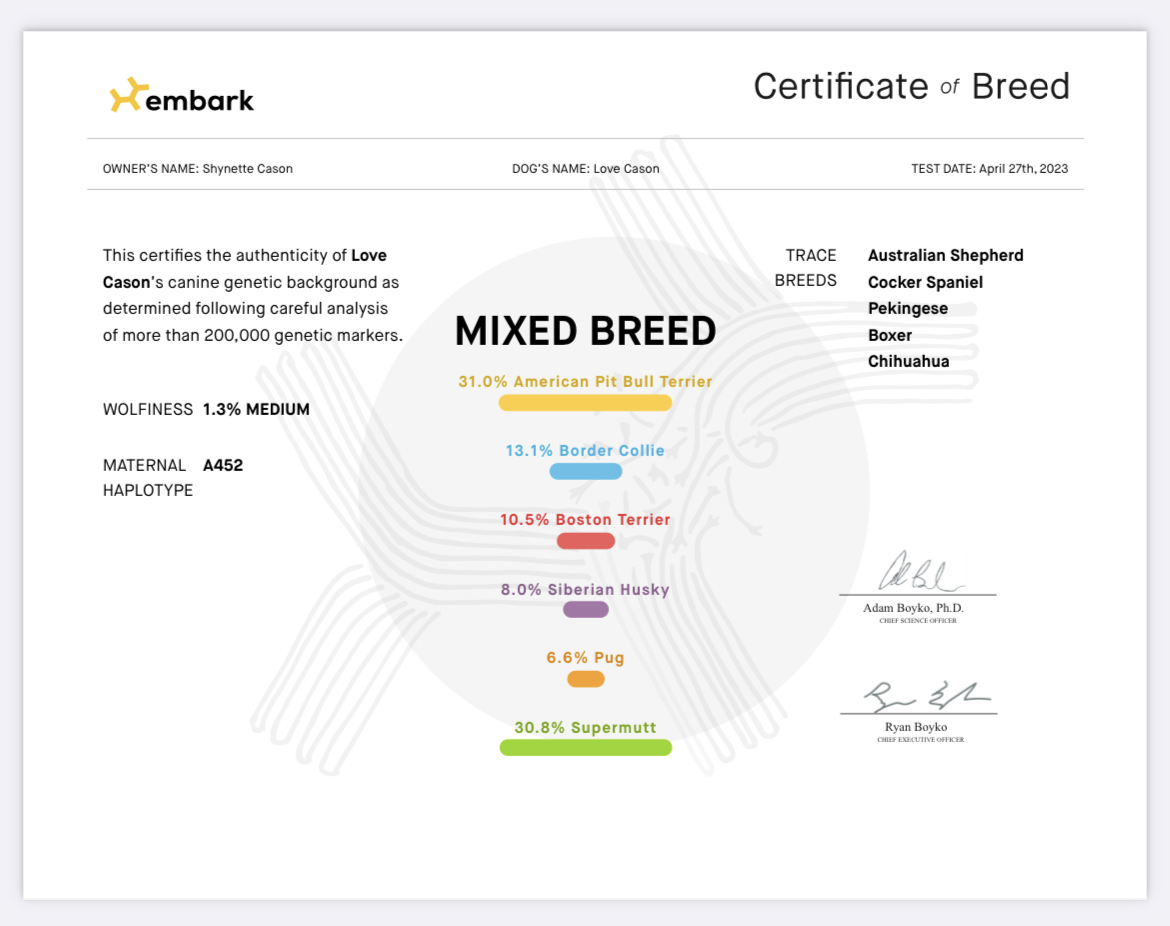 embark
Certificate of Breed
OWNER'S NAME: Shynette Cason
DOG'S NAME: Love Cason
TEST DATE: April 27th, 2023
This certifies the authenticity of Love
Cason's canine genetic background as
determined following careful analysis
of more than 200,000 genetic markers.
WOLFINESS 1.3% MEDIUM
MATERNAL A452
HAPLOTYPE
MIXED BREED
31.0% American Pit Bull Terrier
13.1% Border Collie
10.5% Boston Terrier
8.0% Siberian Husky
6.6% Pug
30.8% Supermutt
TRACE
BREEDS
Australian Shepherd
Cocker Spaniel
Pekingese
Boxer
Chihuahua
Adam Boyko, Ph.D.
CHIEF SCIENCE OFFICER
Ryan Boyko
CHIEF EXECUTIVE OFFICER